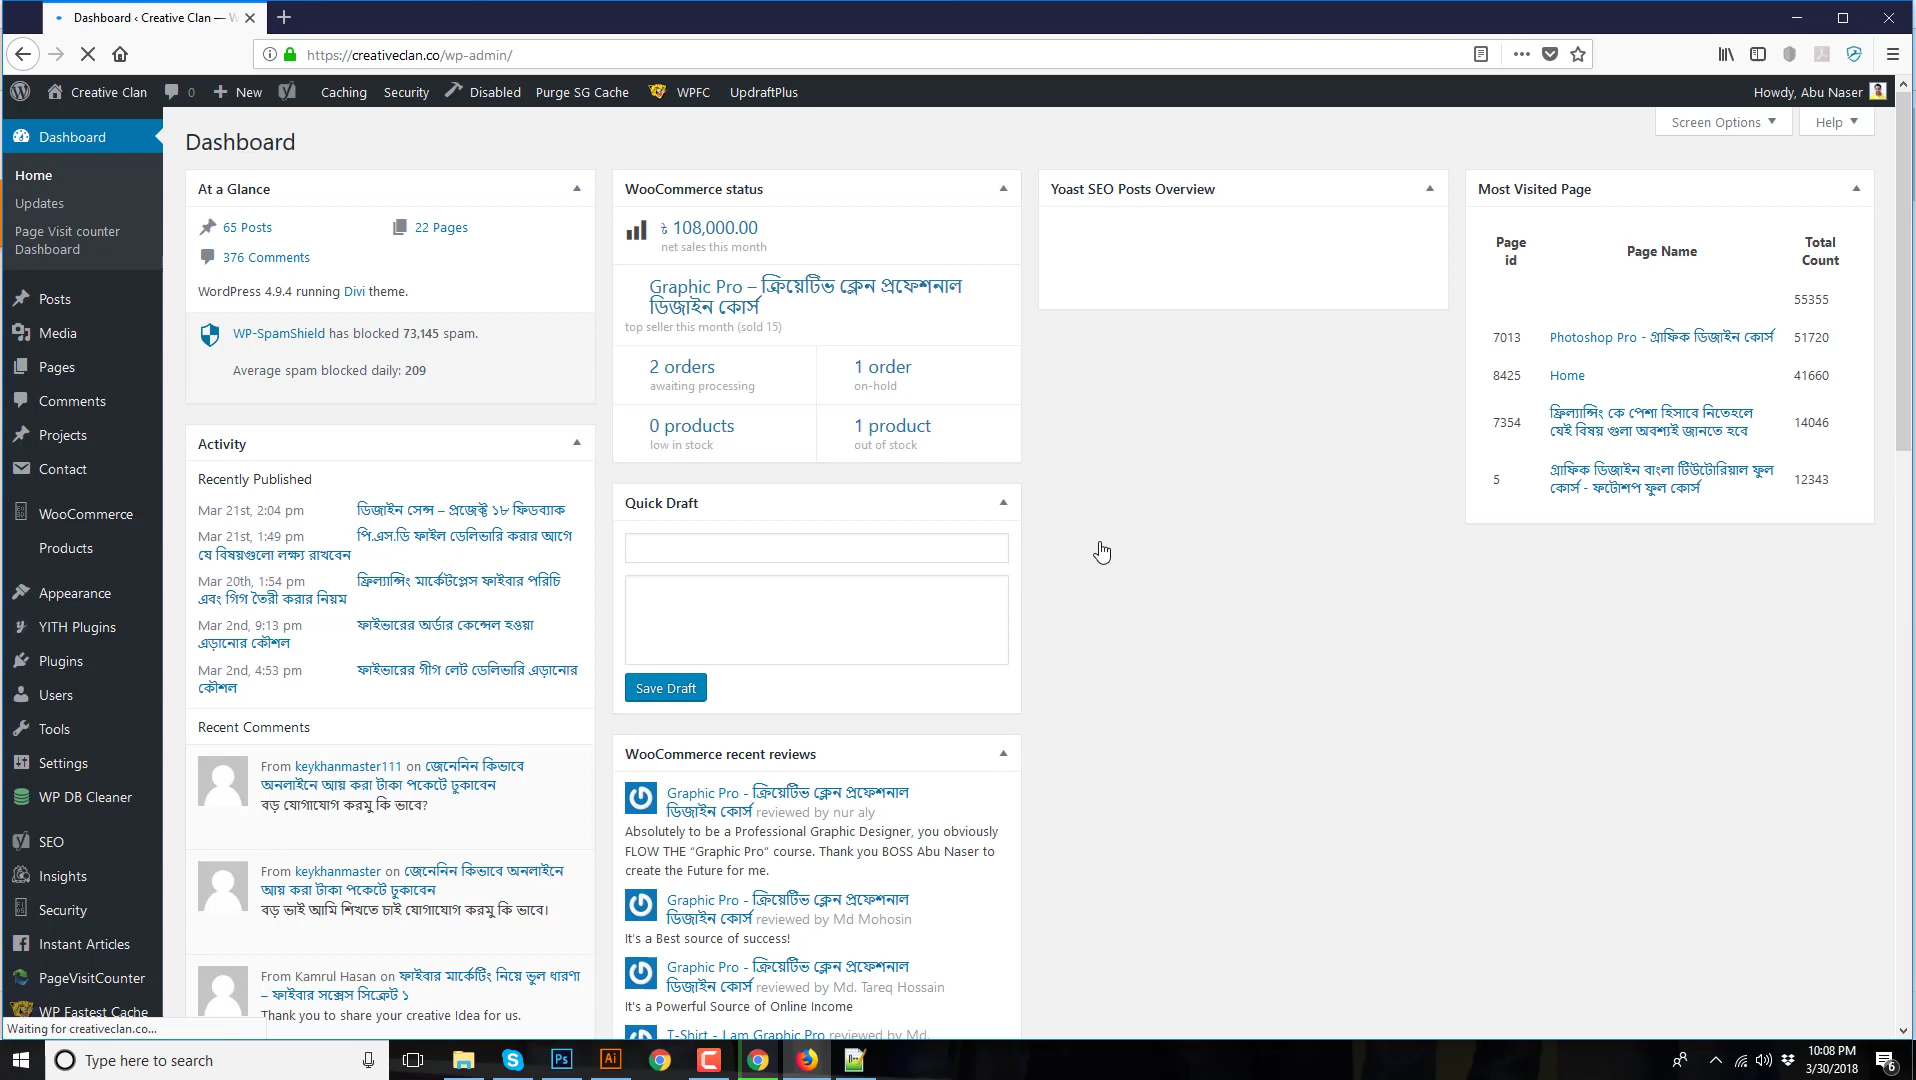 Dashboard ‹ Creative Clan — W
https://creativeclan.co/wp-admin/
Creative Clan
0
New
Caching
Security
Disabled
Purge SG Cache
WPFC
UpdraftPlus
Howdy, Abu Naser
Dashboard
Home
Updates
Page Visit counter
Dashboard
Posts
Media
Pages
Comments
Projects
Contact
WooCommerce
Products
Appearance
YITH Plugins
Plugins
Users
Tools
Settings
WP DB Cleaner
SEO
Insights
Security
Instant Articles
PageVisitCounter
WP Fastest Cache
Waiting for creativeclan.co...
Screen Options
Help
Dashboard
At a Glance
65 Posts
22 Pages
376 Comments
WordPress 4.9.4 running Divi theme.
WP-SpamShield has blocked 73,145 spam.
Average spam blocked daily: 209
Activity
Recently Published
Mar 21st, 2:04 pm ডিজাইন সেন্স – প্রজেক্ট ১৮ ফিডব্যাক
Mar 21st, 1:49 pm পি.এস.ডি ফাইল ডেলিভারি করার আগে
যে বিষয়গুলো লক্ষ্য রাখবেন
Mar 20th, 1:54 pm ফ্রিল্যান্সিং মার্কেটপ্লেস ফাইবার পরিচি
এবং গিগ তৈরী করার নিয়ম
Mar 2nd, 9:13 pm ফাইভারের অর্ডার কেন্সেল হওয়া
এড়ানোর কৌশল
Mar 2nd, 4:53 pm ফাইভারের গীগ লেট ডেলিভারি এড়ানোর
কৌশল
Recent Comments
From keykhanmaster111 on জেনেনিন কিভাবে
অনলাইনে আয় করা টাকা পকেটে ঢুকাবেন
বড় যোগাযোগ করমু কি ভাবে?
From keykhanmaster on জেনেনিন কিভাবে অনলাইনে
আয় করা টাকা পকেটে ঢুকাবেন
বড় ভাই আমি শিখতে চাই যোগাযোগ করমু কি ভাবে।
From Kamrul Hasan on ফাইবার মার্কেটিং নিয়ে ভুল ধারণা
– ফাইবার সক্সেস সিক্রেট ১
Thank you to share your creative Idea for us.
WooCommerce status
৳ 108,000.00
net sales this month
Graphic Pro – ক্রিয়েটিভ ক্লেন প্রফেশনাল
ডিজাইন কোর্স
top seller this month (sold 15)
2 orders
awaiting processing
1 order
on-hold
0 products
low in stock
1 product
out of stock
Quick Draft
Save Draft
WooCommerce recent reviews
Graphic Pro - ক্রিয়েটিভ ক্লেন প্রফেশনাল
ডিজাইন কোর্স reviewed by nur aly
Absolutely to be a Professional Graphic Designer, you obviously
FLOW THE “Graphic Pro” course. Thank you BOSS Abu Naser to
create the Future for me.
Graphic Pro - ক্রিয়েটিভ ক্লেন প্রফেশনাল
ডিজাইন কোর্স reviewed by Md Mohosin
It's a Best source of success!
Graphic Pro - ক্রিয়েটিভ ক্লেন প্রফেশনাল
ডিজাইন কোর্স reviewed by Md. Tareq Hossain
It's a Powerful Source of Online Income
T-Shirt - I am Graphic Pro reviewed by Md.
Yoast SEO Posts Overview
Most Visited Page
Page id
Page Name
Total Count
55355
7013 Photoshop Pro - গ্রাফিক ডিজাইন কোর্স 51720
8425 Home 41660
7354 ফ্রিল্যান্সিং কে পেশা হিসাবে নিতেহলে
যেই বিষয় গুলা অবশ্যই জানতে হবে 14046
5 গ্রাফিক ডিজাইন বাংলা টিউটোরিয়াল ফুল
কোর্স - ফটোশপ ফুল কোর্স 12343
Type here to search
Ps
Ai
10:08 PM
3/30/2018
6